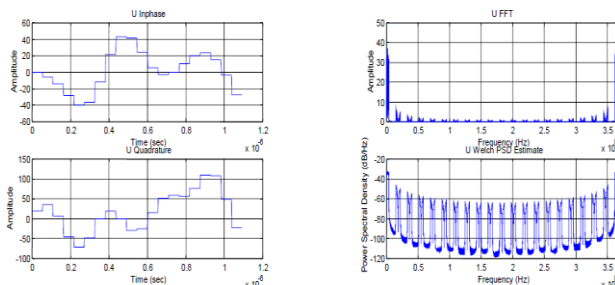 U Inphase
60
40
20
0
-20
-40
-60
Amplitude
0 0.2 0.4 0.6 0.8 1 1.2
Time (sec)
x 10-6
U Quadrature
150
100
50
0
-50
-100
Amplitude
0 0.2 0.4 0.6 0.8 1 1.2
Time (sec)
U FFT
50
40
30
20
10
0
Amplitude
0 0.5 1 1.5 2 2.5 3 3.5
Frequency (Hz)
U Welch PSD Estimate
-20
-40
-60
-80
-100
-120
Power Spectral Density (dB/Hz)
0 0.5 1 1.5 2 2.5 3 3.5
Frequency (Hz)